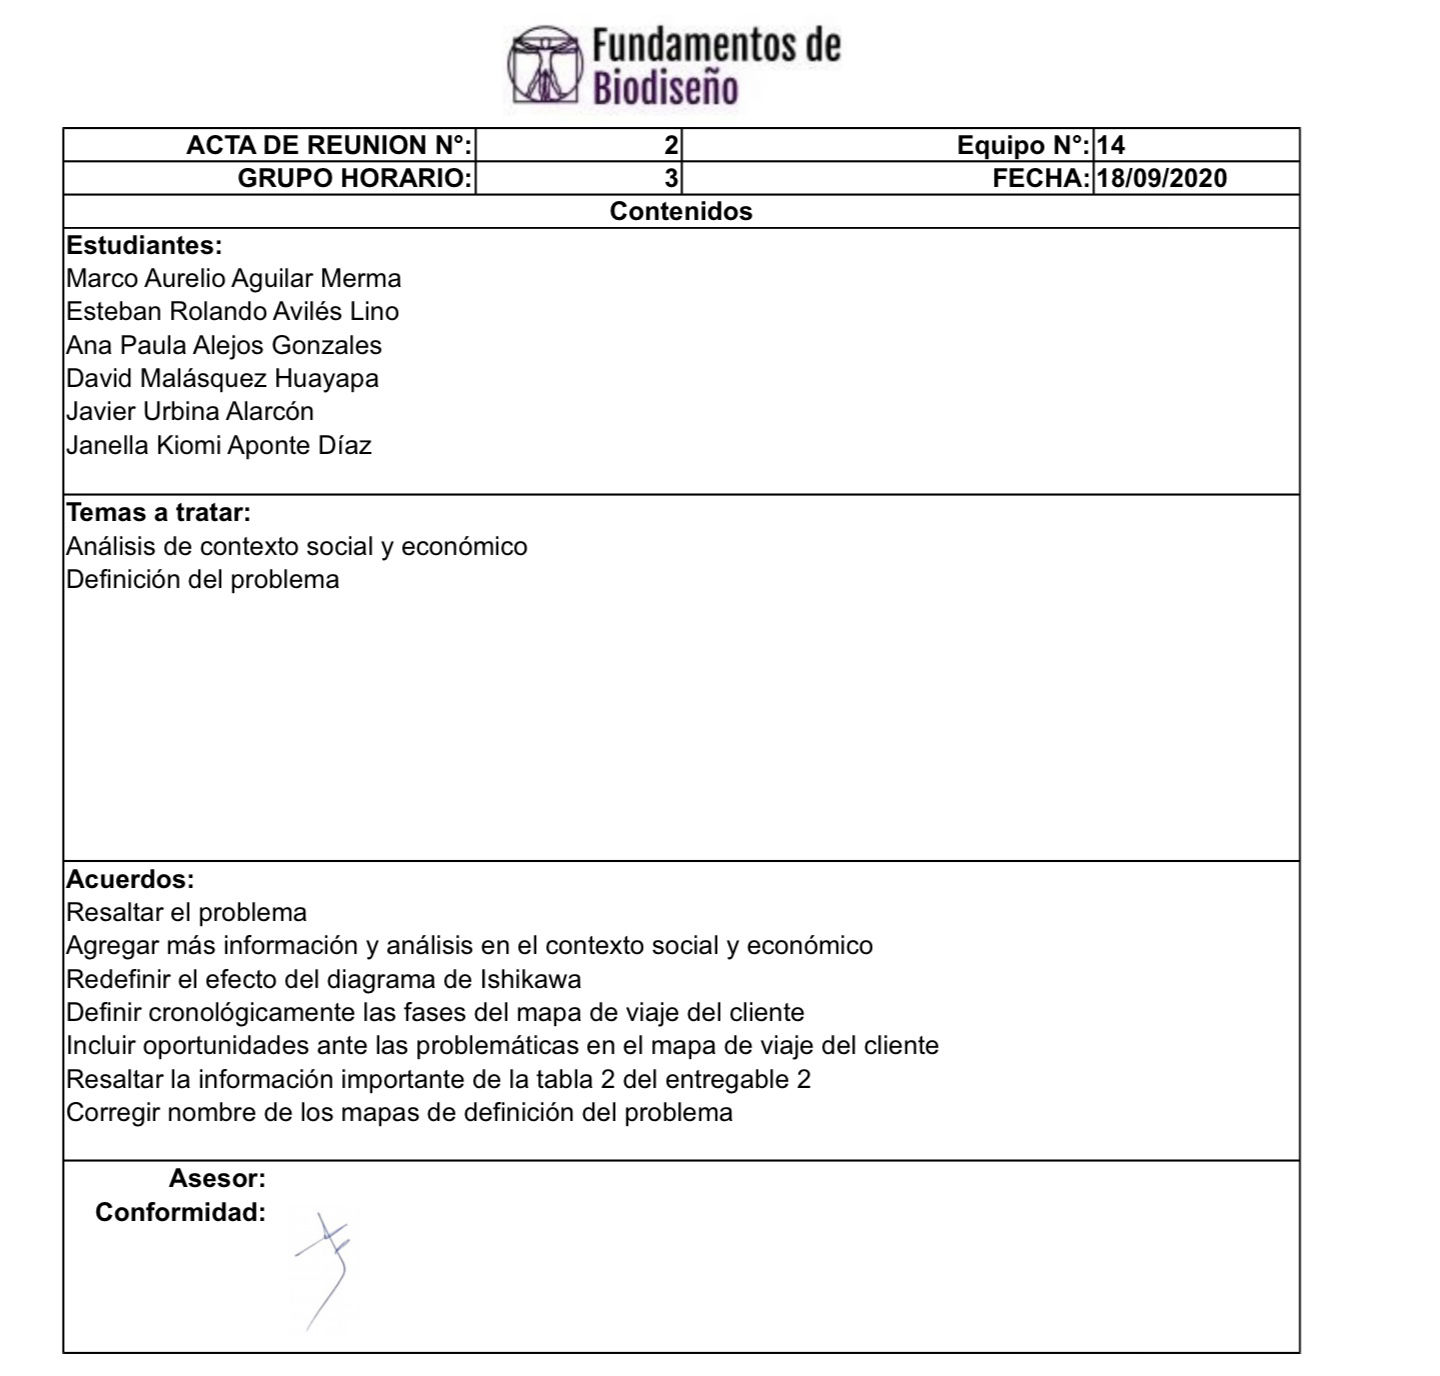 Fundamentos de
Biodiseño
ACTA DE REUNION N°: 2 Equipo N°: 14
GRUPO HORARIO: 3 FECHA: 18/09/2020
Contenidos
Estudiantes:
Marco Aurelio Aguilar Merma
Esteban Rolando Avilés Lino
Ana Paula Alejos Gonzales
David Malásquez Huayapa
Javier Urbina Alarcón
Janella Kiomi Aponte Díaz
Temas a tratar:
Análisis de contexto social y económico
Definición del problema
Acuerdos:
Resaltar el problema
Agregar más información y análisis en el contexto social y económico
Redefinir el efecto del diagrama de Ishikawa
Definir cronológicamente las fases del mapa de viaje del cliente
Incluir oportunidades ante las problemáticas en el mapa de viaje del cliente
Resaltar la información importante de la tabla 2 del entregable 2
Corregir nombre de los mapas de definición del problema
Asesor:
Conformidad: